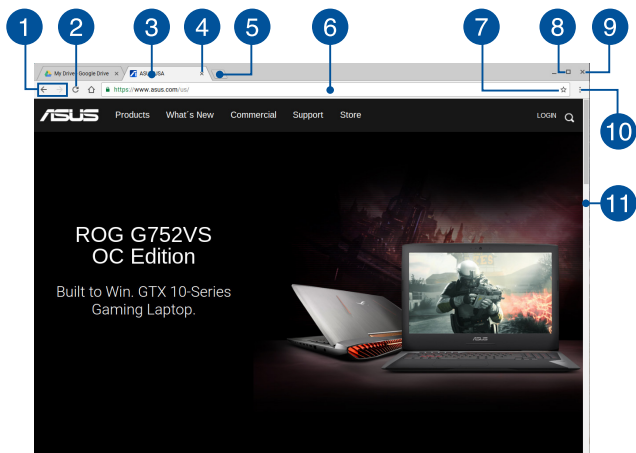 1 2 3 4 5 6 7 8 9
My Drive - Google Drive × ASUS USA ×
https://www.asus.com/us/
10
ASUS Products What´s New Commercial Support Store LOGIN
11
ROG G752VS
OC Edition
Built to Win. GTX 10-Series
Gaming Laptop.
ASUS